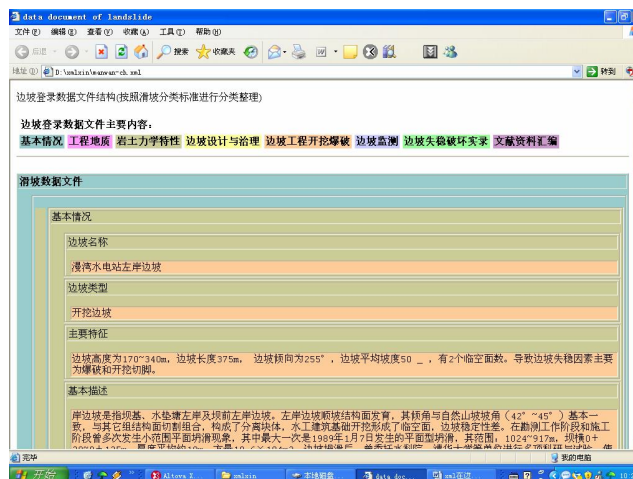 data document of landslide
文件(F) 编辑(E) 查看(V) 收藏(A) 工具(T) 帮助(H)
后退 搜索 收藏夹
地址(D) D:\xmlxin\manwan-ch.xml 转到
边坡登录数据文件结构(按照滑坡分类标准进行分类整理)
边坡登录数据文件主要内容:
基本情况 工程地质 岩土力学特性 边坡设计与治理 边坡工程开挖爆破 边坡监测 边坡失稳破坏实录 文献资料汇编
滑坡数据文件
基本情况
边坡名称
漫湾水电站左岸边坡
边坡类型
开挖边坡
主要特征
边坡高度为170~340m, 边坡长度375m, 边坡倾向为255°, 边坡平均坡度50 _ , 有2个临空面数。导致边坡失稳因素主要
为爆破和开挖切脚。
基本描述
岸边坡是指坝基、水垫塘左岸及坝前左岸边坡。左岸边坡顺坡结构面发育, 其倾角与自然山坡坡角(42°~45°)基本一
致, 与其它组结构面切割组合, 构成了分离块体, 水工建筑基础开挖形成了临空面, 边坡稳定性差。在勘测工作阶段和施工
阶段曾多次发生小范围平面坍滑现象, 其中最大一次是1989年1月7日发生的平面型坍滑, 其范围: 1024~917m, 坝横0+
完毕 我的电脑
开始 Altova X... xmlxin 本地磁盘 data doc... xml在边...